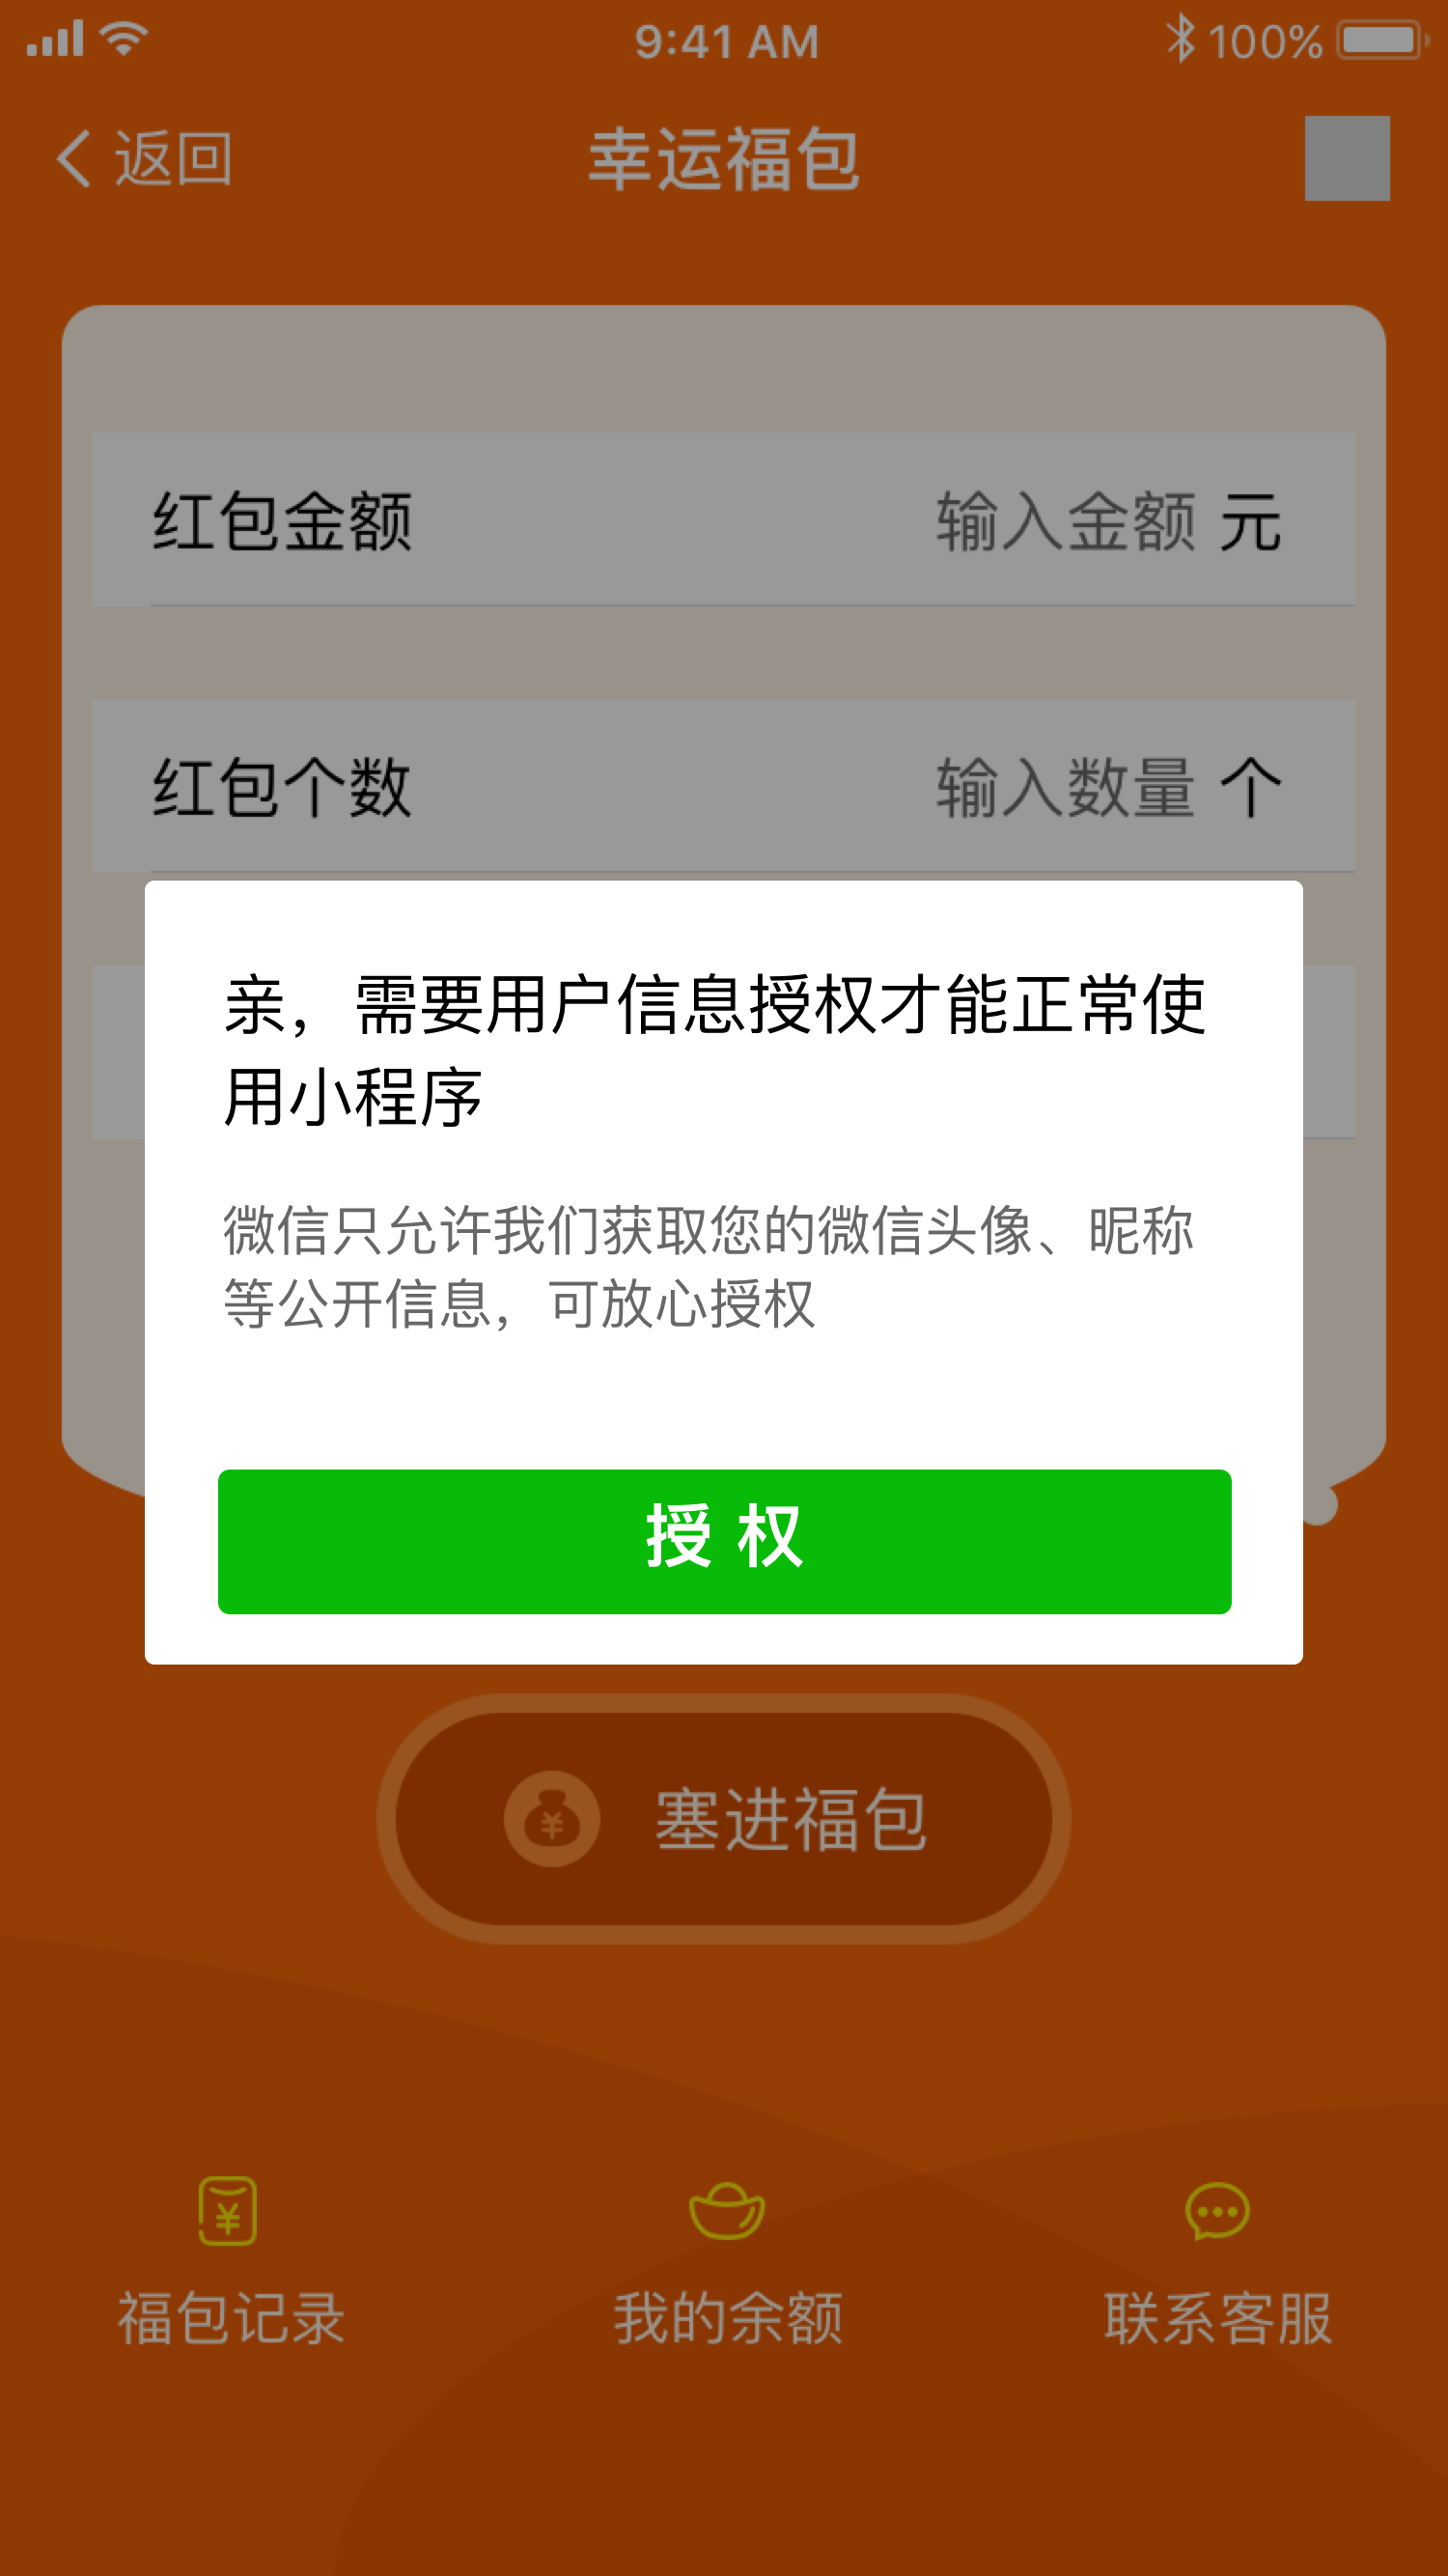 9:41 AM
100%
返回
幸运福包
红包金额
输入金额 元
红包个数
输入数量 个
亲，需要用户信息授权才能正常使
用小程序
微信只允许我们获取您的微信头像、昵称
等公开信息，可放心授权
授 权
塞进福包
福包记录
我的余额
联系客服